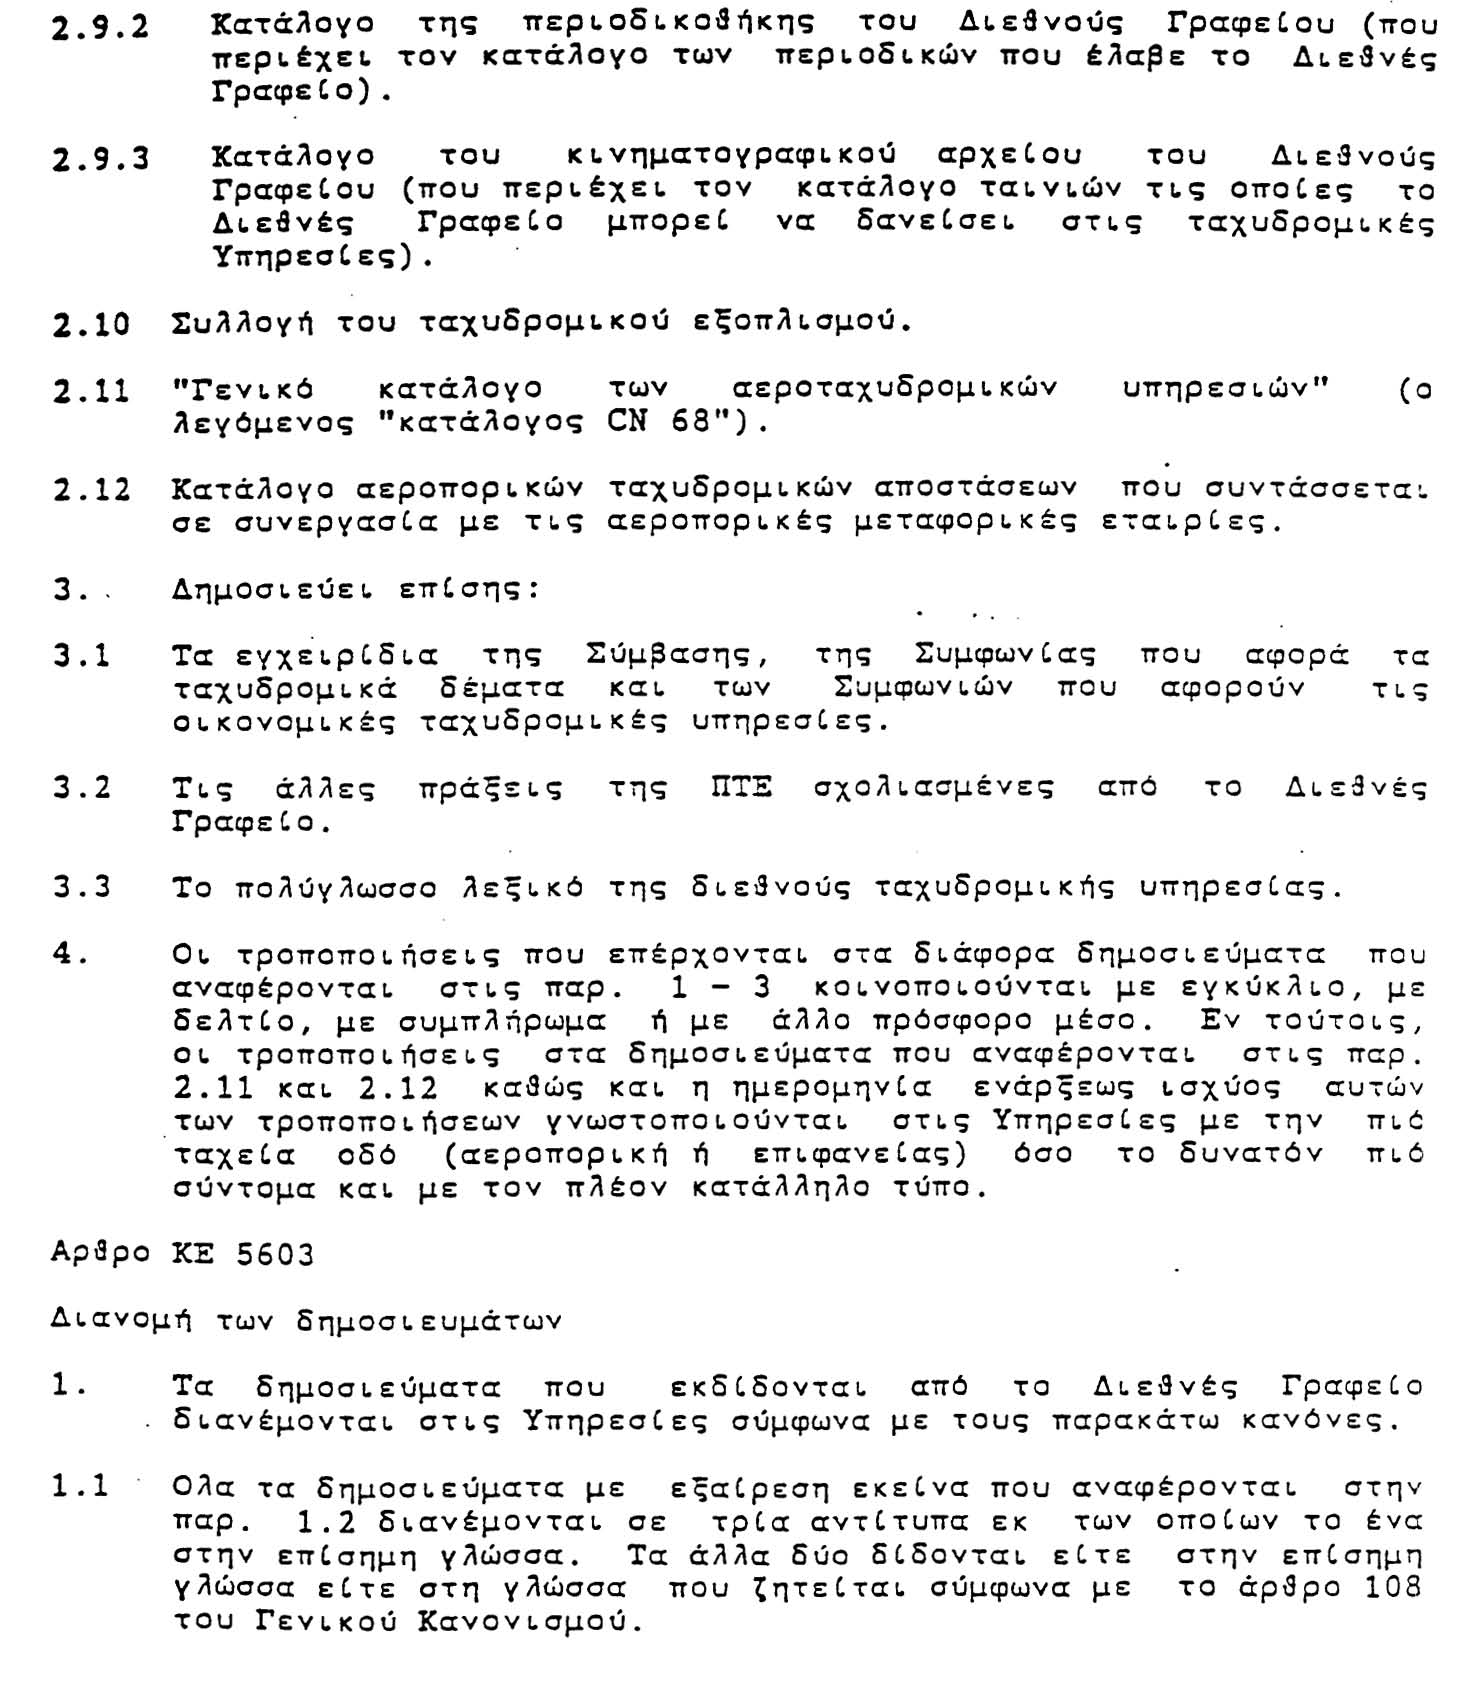 2.9.2 Κατάλογο της περιοδικοθήκης του Διεθνούς Γραφείου (που
περιέχει τον κατάλογο των περιοδικών που έλαβε το Διεθνές
Γραφείο).
2.9.3 Κατάλογο του κινηματογραφικού αρχείου του Διεθνούς
Γραφείου (που περιέχει τον κατάλογο ταινιών τις οποίες το
Διεθνές Γραφείο μπορεί να δανείσει στις ταχυδρομικές
Υπηρεσίες).
2.10 Συλλογή του ταχυδρομικού εξοπλισμού.
2.11 "Γενικό κατάλογο των αεροταχυδρομικών υπηρεσιών" (ο
λεγόμενος "κατάλογος CN 68").
2.12 Κατάλογο αεροπορικών ταχυδρομικών αποστάσεων που συντάσσεται
σε συνεργασία με τις αεροπορικές μεταφορικές εταιρίες.
3. Δημοσιεύει επίσης:
3.1 Τα εγχειρίδια της Σύμβασης, της Συμφωνίας που αφορά τα
ταχυδρομικά δέματα και των Συμφωνιών που αφορούν τις
οικονομικές ταχυδρομικές υπηρεσίες.
3.2 Τις άλλες πράξεις της ΠΤΕ σχολιασμένες από το Διεθνές
Γραφείο.
3.3 Το πολύγλωσσο λεξικό της διεθνούς ταχυδρομικής υπηρεσίας.
4. Οι τροποποιήσεις που επέρχονται στα διάφορα δημοσιεύματα που
αναφέρονται στις παρ. 1 - 3 κοινοποιούνται με εγκύκλιο, με
δελτίο, με συμπλήρωμα ή με άλλο πρόσφορο μέσο. Εν τούτοις,
οι τροποποιήσεις στα δημοσιεύματα που αναφέρονται στις παρ.
2.11 και 2.12 καθώς και η ημερομηνία ενάρξεως ισχύος αυτών
των τροποποιήσεων γνωστοποιούνται στις Υπηρεσίες με την πιό
ταχεία οδό (αεροπορική ή επιφανείας) όσο το δυνατόν πιό
σύντομα και με τον πλέον κατάλληλο τύπο.
Αρθρο ΚΕ 5603
Διανομή των δημοσιευμάτων
1. Τα δημοσιεύματα που εκδίδονται από το Διεθνές Γραφείο
διανέμονται στις Υπηρεσίες σύμφωνα με τους παρακάτω κανόνες.
1.1 Ολα τα δημοσιεύματα με εξαίρεση εκείνα που αναφέρονται στην
παρ. 1.2 διανέμονται σε τρία αντίτυπα εκ των οποίων το ένα
στην επίσημη γλώσσα. Τα άλλα δύο δίδονται είτε στην επίσημη
γλώσσα είτε στη γλώσσα που ζητείται σύμφωνα με το άρθρο 108
του Γενικού Κανονισμού.